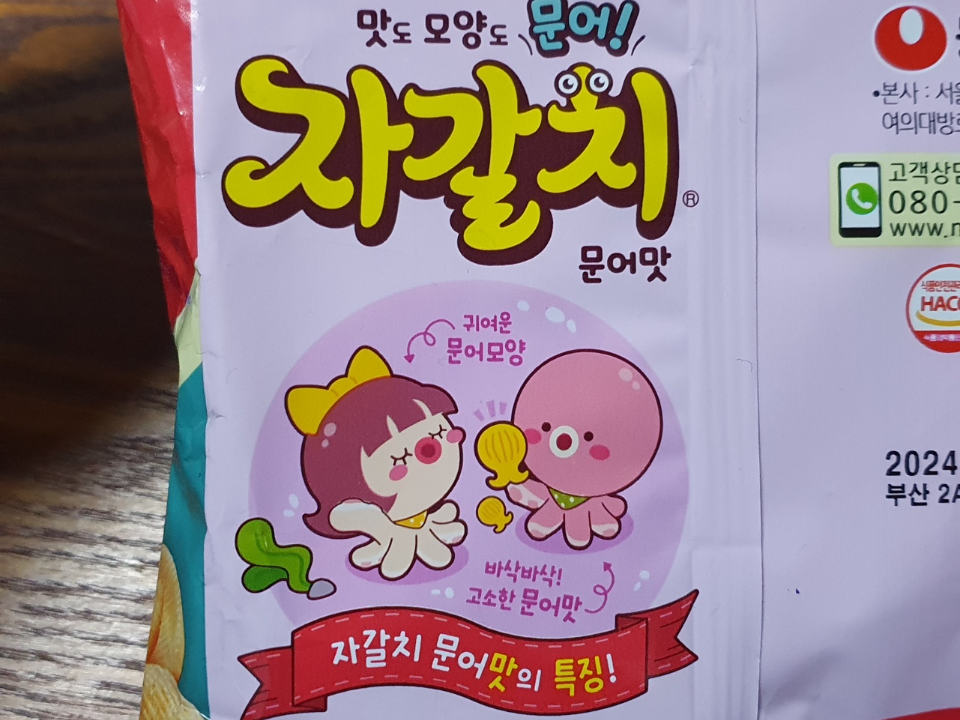 맛도 모양도 문어!
자갈치®
문어맛
귀여운
문어모양
바삭바삭!
고소한 문어맛
자갈치 문어맛의 특징!
•본사 : 서울
여의대방로
고객상담
080-
www.
HACC
2024
부산 2A